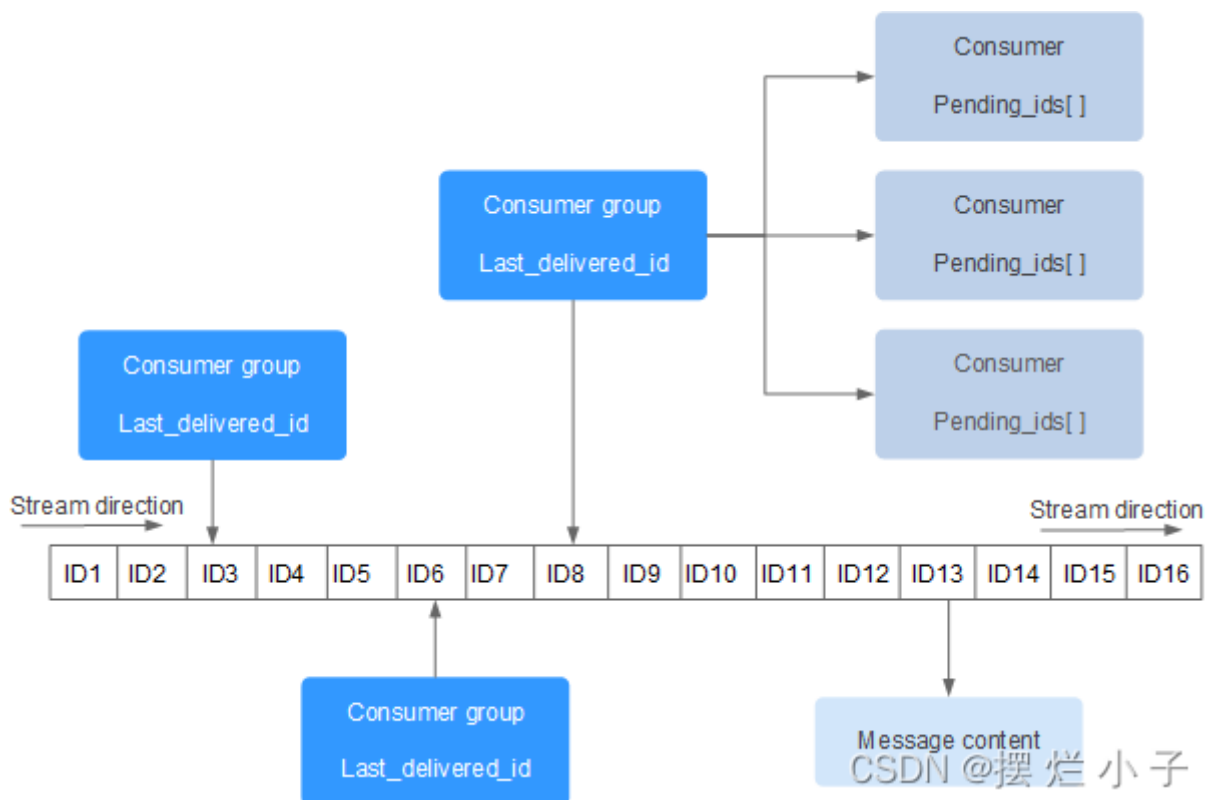 Consumer
Pending_ids[ ]
Consumer group
Last_delivered_id
Consumer
Pending_ids[ ]
Consumer group
Last_delivered_id
Consumer
Pending_ids[ ]
Stream direction
Stream direction
ID1 ID2 ID3 ID4 ID5 ID6 ID7 ID8 ID9 ID10 ID11 ID12 ID13 ID14 ID15 ID16
Consumer group
Last_delivered_id
Message content
CSDN @摆烂小子